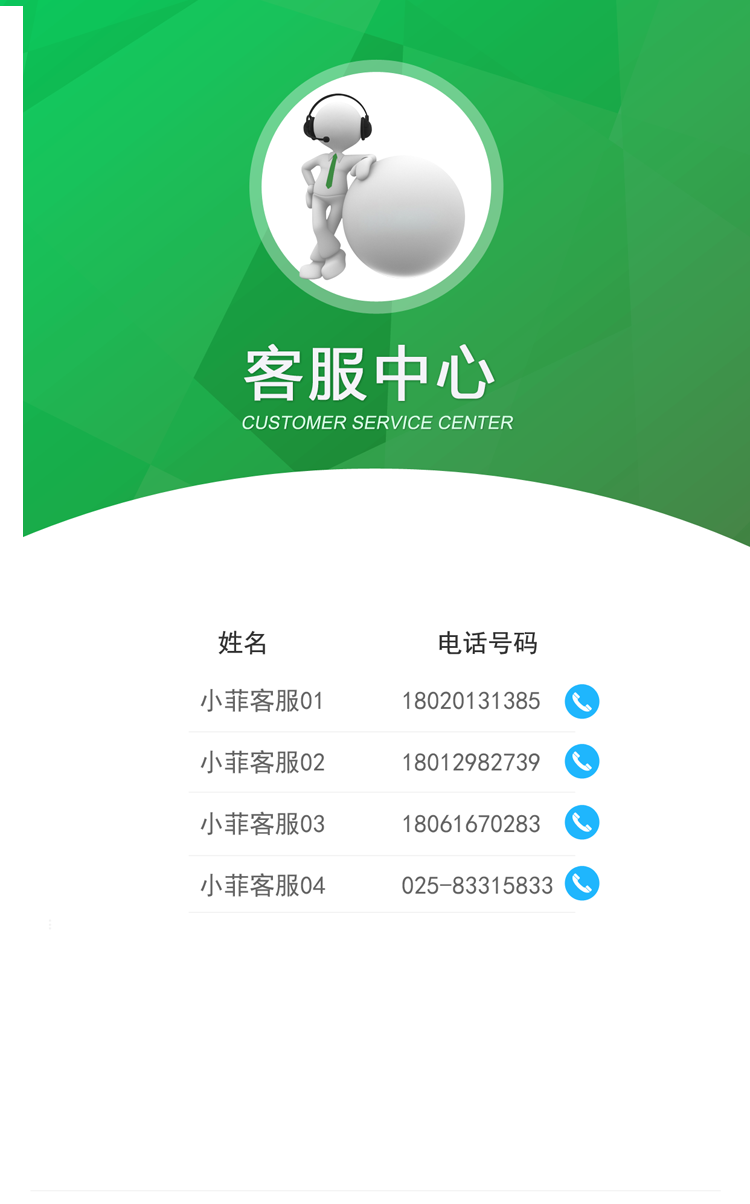 客服中心
CUSTOMER SERVICE CENTER
姓名 电话号码
小菲客服01 18020131385
小菲客服02 18012982739
小菲客服03 18061670283
小菲客服04 025-83315833